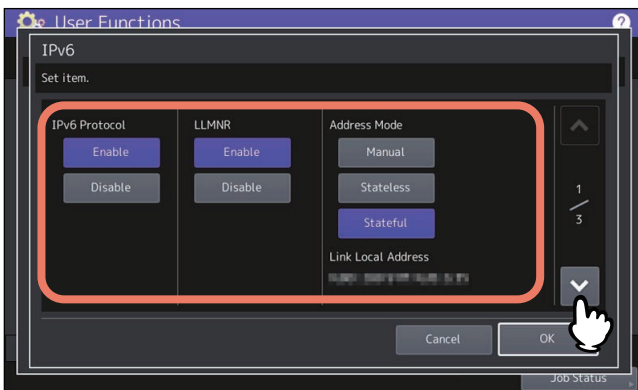 User Functions
?
IPv6
Set item.
IPv6 Protocol
Enable
Disable
LLMNR
Enable
Disable
Address Mode
Manual
Stateless
Stateful
Link Local Address
1
3
Cancel
OK
Job Status